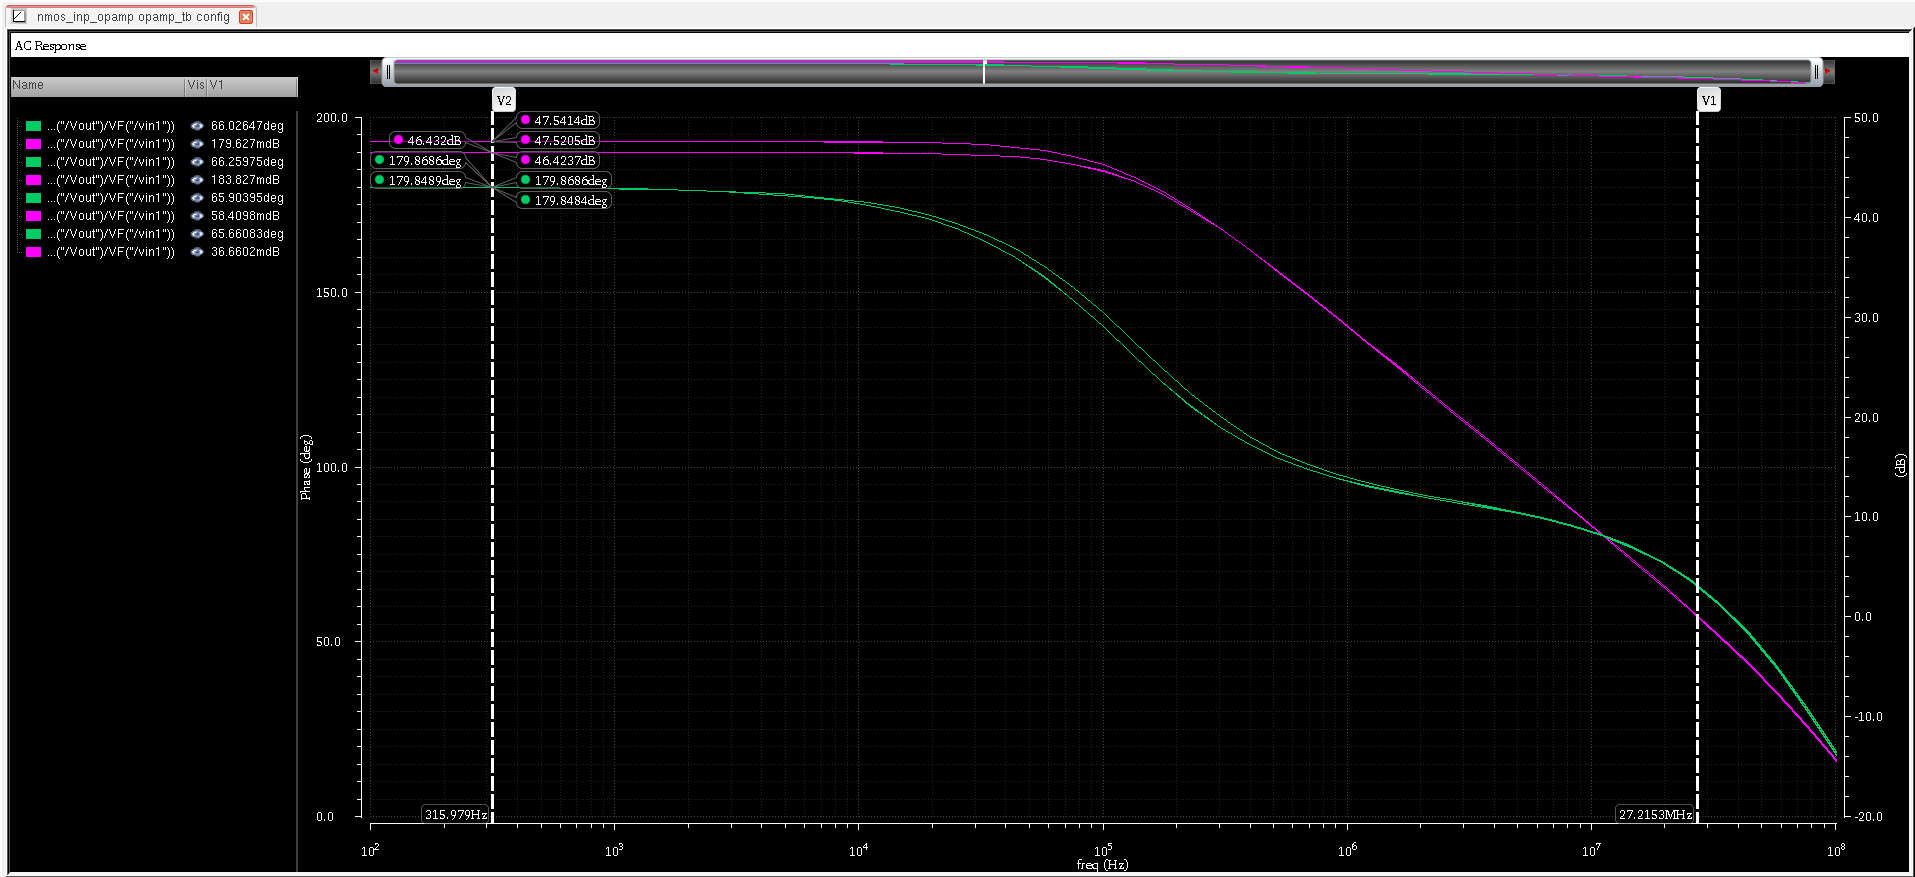 nmos_inp_opamp opamp_tb config
AC Response
Name Vis V1
...("/Vout")/VF("/vin1")) 66.02647deg
...("/Vout")/VF("/vin1")) 179.627mdB
...("/Vout")/VF("/vin1")) 66.25975deg
...("/Vout")/VF("/vin1")) 183.827mdB
...("/Vout")/VF("/vin1")) 65.90395deg
...("/Vout")/VF("/vin1")) 58.4098mdB
...("/Vout")/VF("/vin1")) 65.66083deg
...("/Vout")/VF("/vin1")) 36.6602mdB
V2
V1
47.5414dB
46.432dB 47.5205dB
179.8686deg 46.4237dB
179.8489deg 179.8686deg
179.8484deg
200.0
150.0
100.0
50.0
0.0
Phase (deg)
50.0
40.0
30.0
20.0
10.0
0.0
-10.0
-20.0
(dB)
315.979Hz
27.2153MHz
10² 10³ 10⁴ 10⁵ 10⁶ 10⁷ 10⁸
freq (Hz)